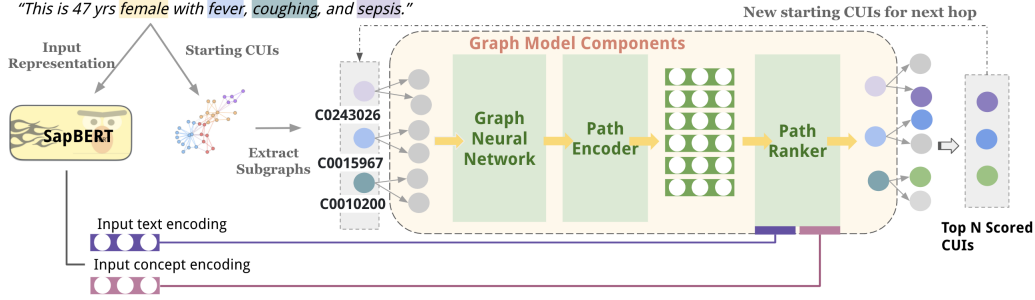 “This is 47 yrs female with fever, coughing, and sepsis.”
New starting CUIs for next hop
Input
Representation
Starting CUIs
Graph Model Components
SapBERT
Extract
Subgraphs
C0243026
C0015967
C0010200
Graph
Neural
Network
Path
Encoder
Path
Ranker
Top N Scored
CUIs
Input text encoding
Input concept encoding